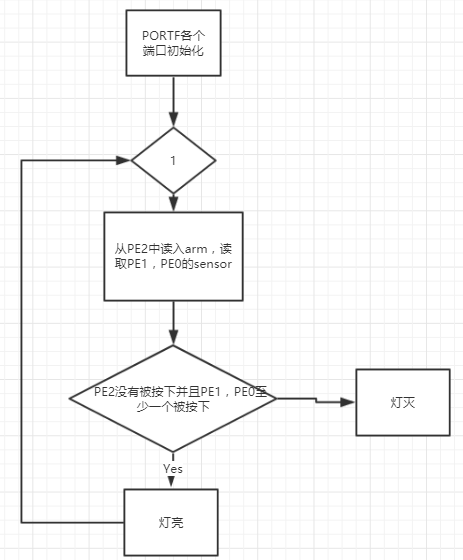 PORTF各个
端口初始化
1
从PE2中读入arm，读
取PE1，PE0的sensor
PE2没有被按下并且PE1，PE0至
少一个被按下
灯灭
Yes
灯亮